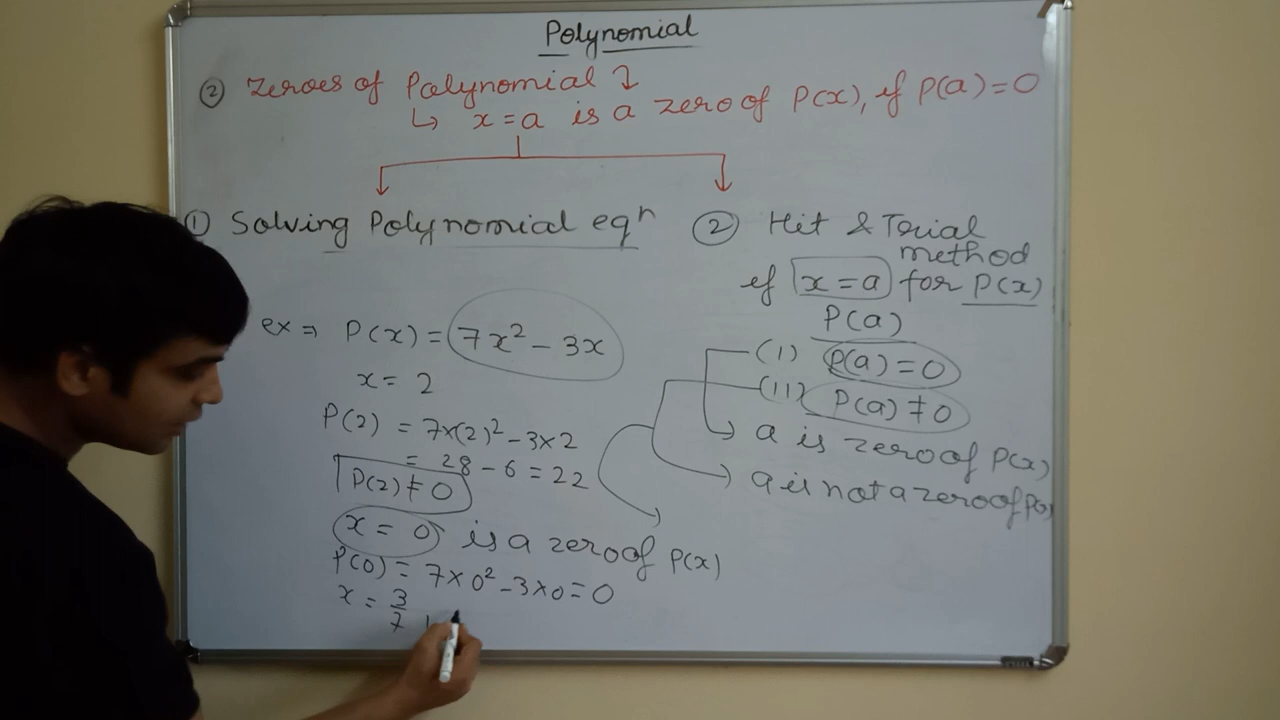 Polynomial
② Zeroes of Polynomial
↳ x = a is a zero of P(x), if P(a) = 0
① Solving Polynomial eqⁿ
ex ⇒ P(x) = 7x² – 3x
x = 2
P(2) = 7×(2)² – 3×2
= 28 – 6 = 22
P(2) ≠ 0
x = 0 is a zero of P(x)
P(0) = 7×0² – 3×0 = 0
x = 3/7
② Hit & Trial
method
if x = a for P(x)
P(a)
(I) P(a) = 0
(II) P(a) ≠ 0
a is zero of P(x)
a is not a zero of P(x)